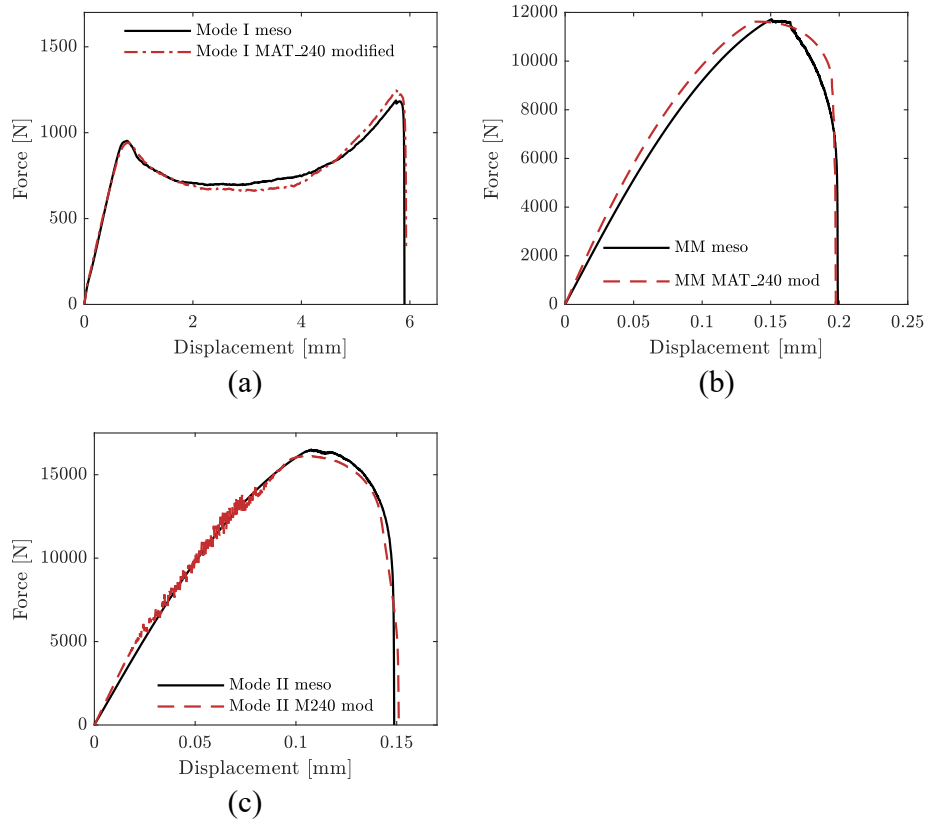 Mode I meso
Mode I MAT_240 modified
1500
1000
500
0
Force [N]
0
2
4
6
Displacement [mm]
(a)
12000
10000
8000
6000
4000
2000
0
Force [N]
MM meso
MM MAT_240 mod
0
0.05
0.1
0.15
0.2
0.25
Displacement [mm]
(b)
15000
10000
5000
0
Force [N]
Mode II meso
Mode II M240 mod
0
0.05
0.1
0.15
Displacement [mm]
(c)